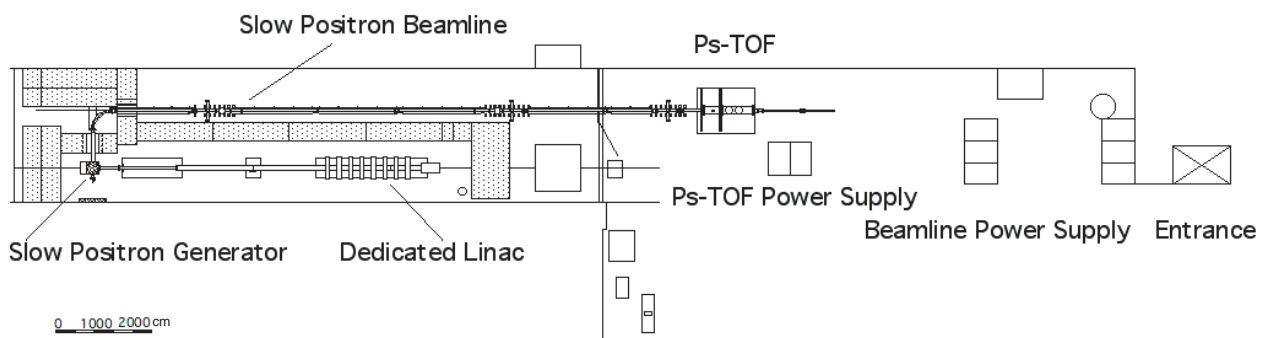 Slow Positron Beamline
Ps-TOF
Ps-TOF Power Supply
Beamline Power Supply
Entrance
Slow Positron Generator
Dedicated Linac
0 1000 2000 cm